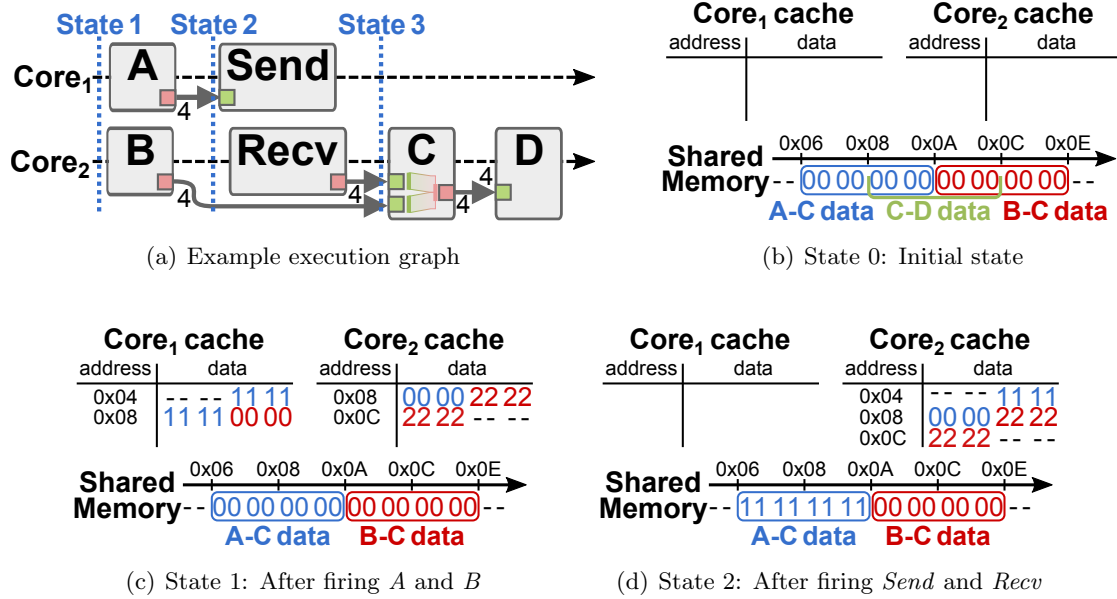 State 1 State 2 State 3
Core1 A Send
4
Core2 B Recv C D
4 4 4
(a) Example execution graph
Core1 cache Core2 cache
address data address data
0x06 0x08 0x0A 0x0C 0x0E
Shared
Memory -- 00 00 00 00 00 00 00 00 --
A-C data C-D data B-C data
(b) State 0: Initial state
Core1 cache Core2 cache
address data address data
0x04 -- -- 11 11 0x08 00 00 22 22
0x08 11 11 00 00 0x0C 22 22 -- --
0x06 0x08 0x0A 0x0C 0x0E
Shared
Memory -- 00 00 00 00 00 00 00 00 --
A-C data B-C data
(c) State 1: After firing A and B
Core1 cache Core2 cache
address data address data
0x04 -- -- 11 11
0x08 00 00 22 22
0x0C 22 22 -- --
0x06 0x08 0x0A 0x0C 0x0E
Shared
Memory -- 11 11 11 11 00 00 00 00 --
A-C data B-C data
(d) State 2: After firing Send and Recv